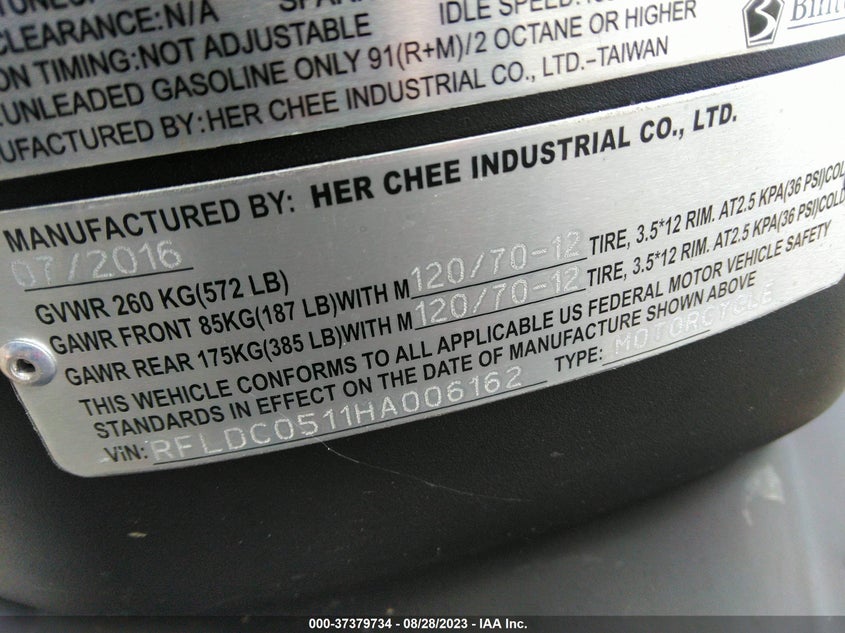 CLEARANCE:N/A
IDLE SPEED:
ON TIMING:NOT ADJUSTABLE
:UNLEADED GASOLINE ONLY 91(R+M)/2 OCTANE OR HIGHER
UFACTURED BY:HER CHEE INDUSTRIAL CO., LTD.-TAIWAN
MANUFACTURED BY: HER CHEE INDUSTRIAL CO., LTD.
07/2016
GVWR 260 KG(572 LB)
GAWR FRONT 85KG(187 LB)WITH M 120/70-12 TIRE, 3.5*12 RIM. AT2.5 KPA(36 PSI)COLD
GAWR REAR 175KG(385 LB)WITH M 120/70-12 TIRE, 3.5*12 RIM. AT2.5 KPA(36 PSI)COLD
THIS WEHICLE CONFORMS TO ALL APPLICABLE US FEDERAL MOTOR VEHICLE SAFETY
STANDARDS IN EFFECT ON THE DATE OF MANUFACTURE SHOWN ABOVE
ViN: RFLDC0511HA006162 TYPE: MOTORCYCLE
000-37379734 — 08/28/2023 — IAA Inc.